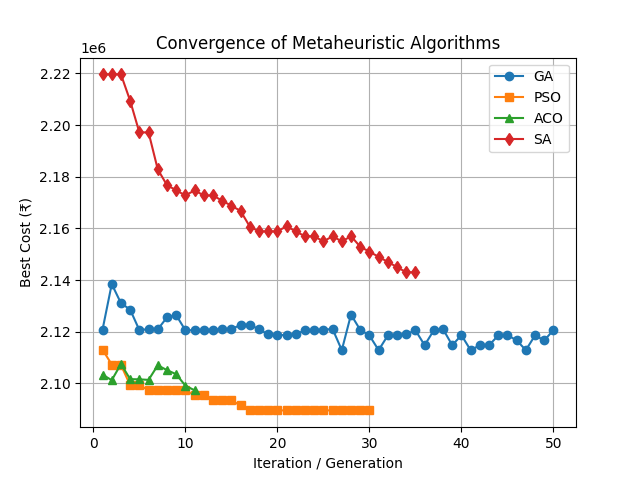 Convergence of Metaheuristic Algorithms
1e6
2.22
2.20
2.18
2.16
2.14
2.12
2.10
Best Cost (₹)
GA
PSO
ACO
SA
0 10 20 30 40 50
Iteration / Generation